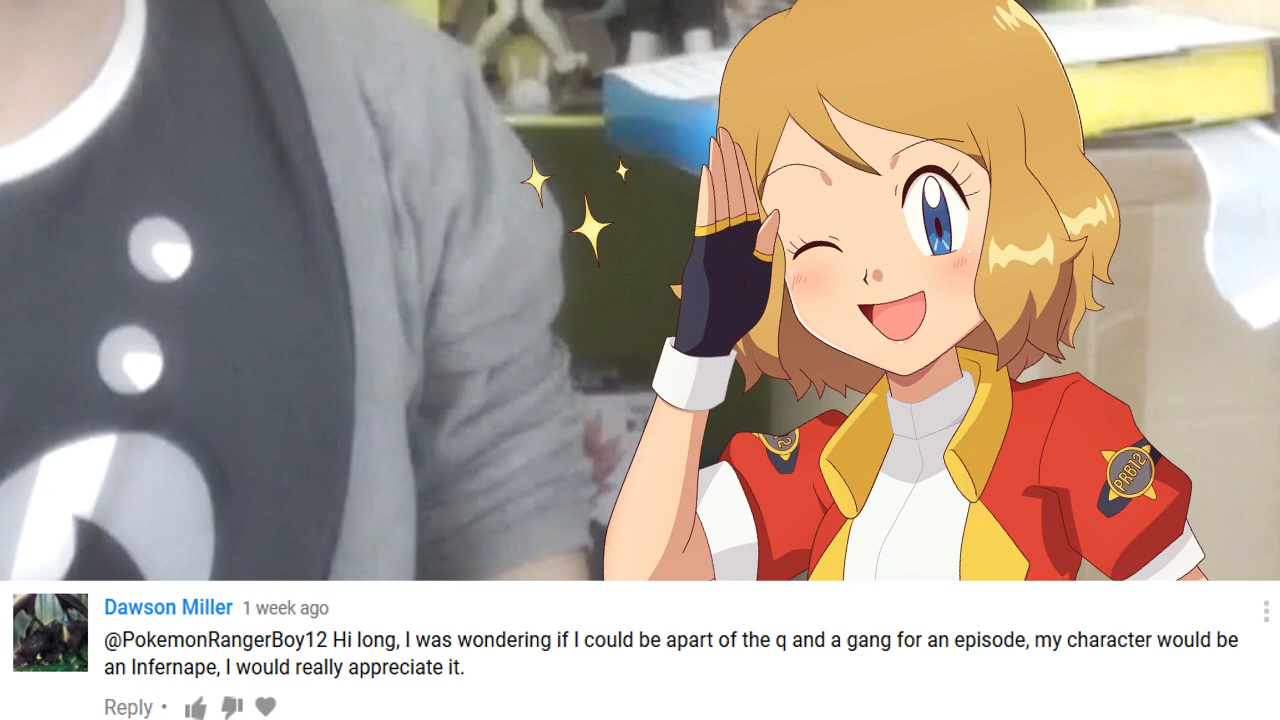 PRB12
Dawson Miller 1 week ago
@PokemonRangerBoy12 Hi long, I was wondering if I could be apart of the q and a gang for an episode, my character would be
an Infernape, I would really appreciate it.
Reply •